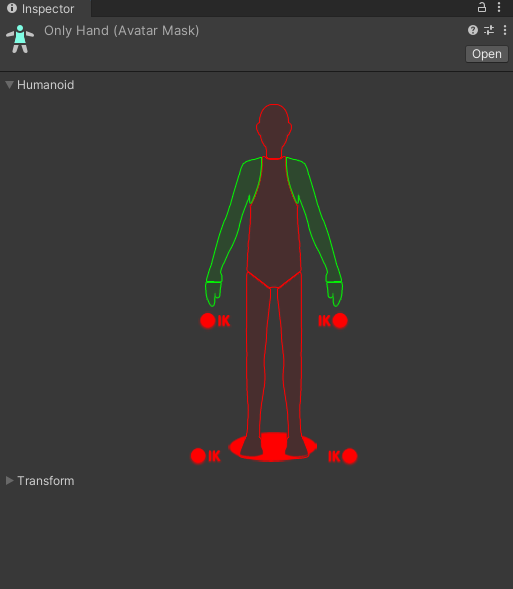 Inspector
Only Hand (Avatar Mask)
Open
Humanoid
IK IK
IK IK
Transform